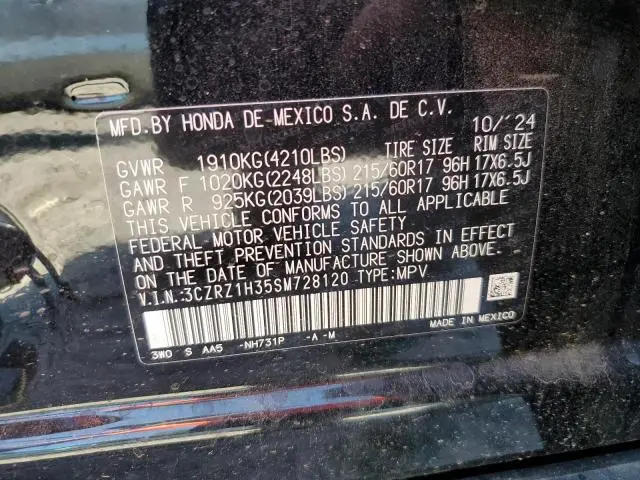 MFD.BY HONDA DE MEXICO S.A. DE C.V. 10/'24
TIRE SIZE RIM SIZE
GVWR 1910KG(4210LBS)
GAWR F 1020KG(2248LBS) 215/60R17 96H 17X6.5J
GAWR R 925KG(2039LBS) 215/60R17 96H 17X6.5J
THIS VEHICLE CONFORMS TO ALL APPLICABLE
FEDERAL MOTOR VEHICLE SAFETY
AND THEFT PREVENTION STANDARDS IN EFFECT
ON THE DATE OF MANUFACTURE SHOWN ABOVE.
V.I.N.:3CZRZ1H35SM728120 TYPE:MPV
3W0 S AA5 -NH731P -A -M MADE IN MEXICO